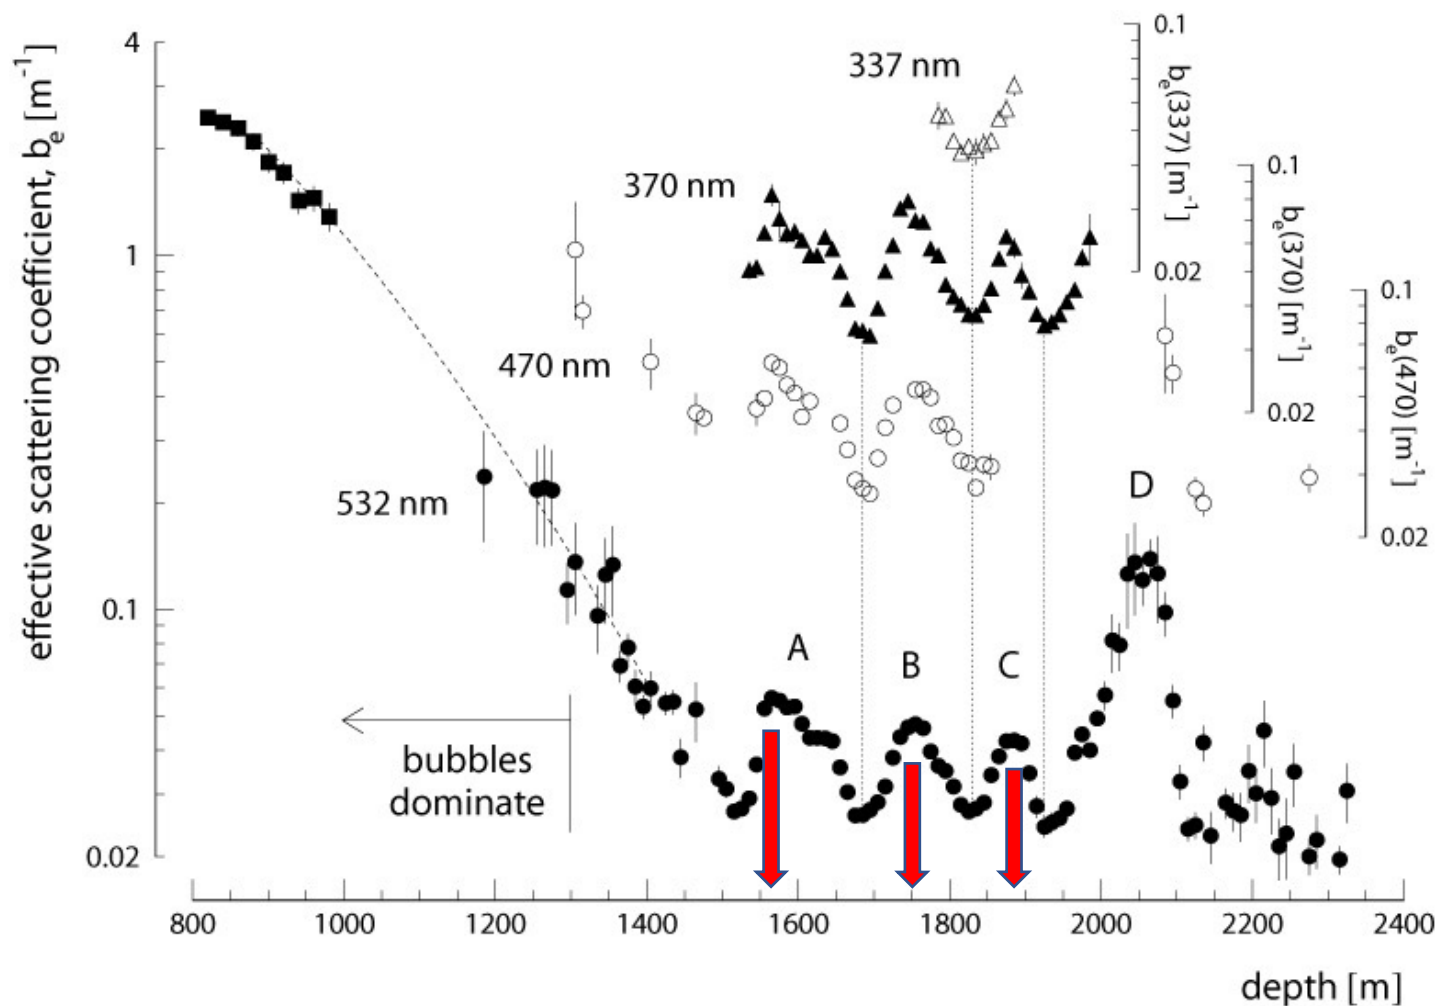 effective scattering coefficient, b_e [m^-1]
4
1
0.1
0.02
337 nm
370 nm
470 nm
532 nm
0.1
b_e(337) [m^-1]
0.02
0.1
b_e(370) [m^-1]
0.02
0.1
b_e(470) [m^-1]
0.02
A
B
C
D
bubbles
dominate
800 1000 1200 1400 1600 1800 2000 2200 2400
depth [m]